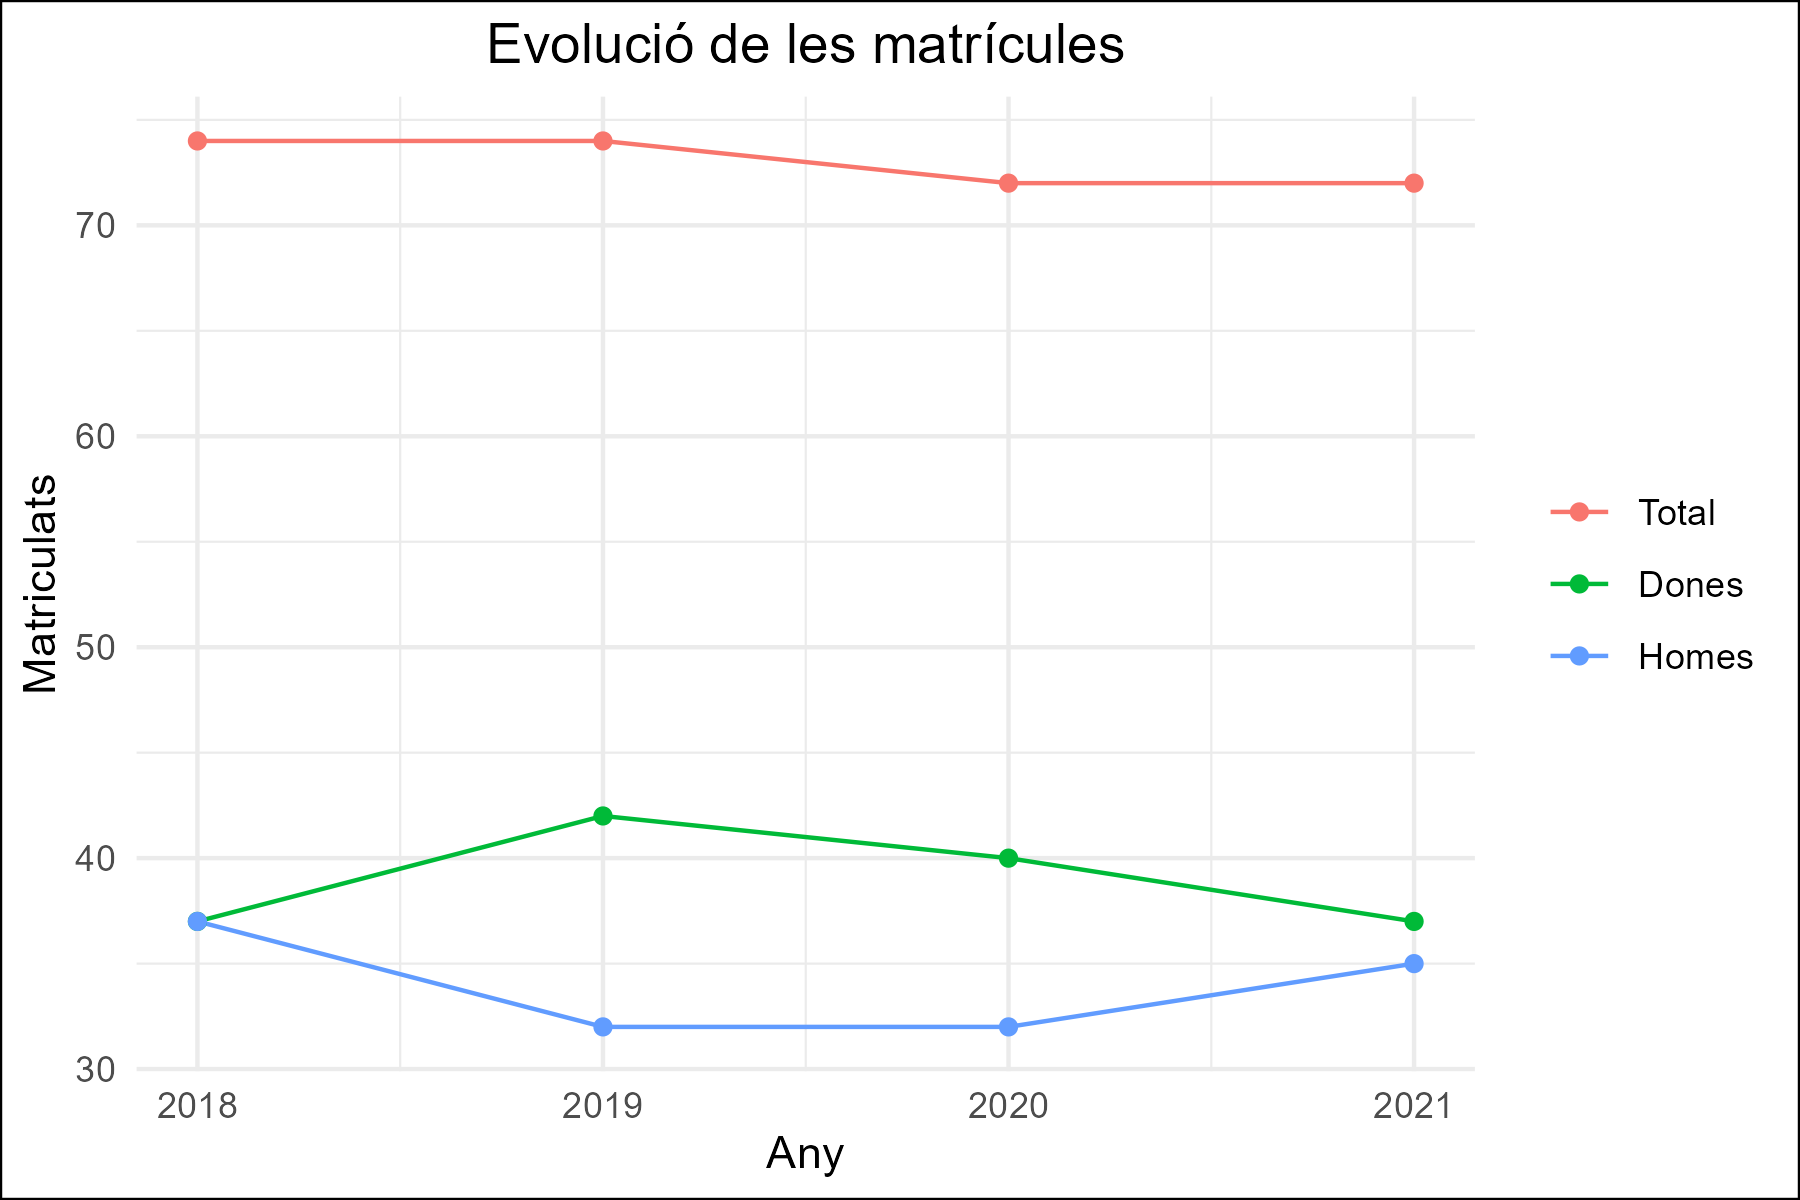 Evolució de les matrícules
70
60
50
40
30
Matriculats
2018 2019 2020 2021
Any
Total
Dones
Homes